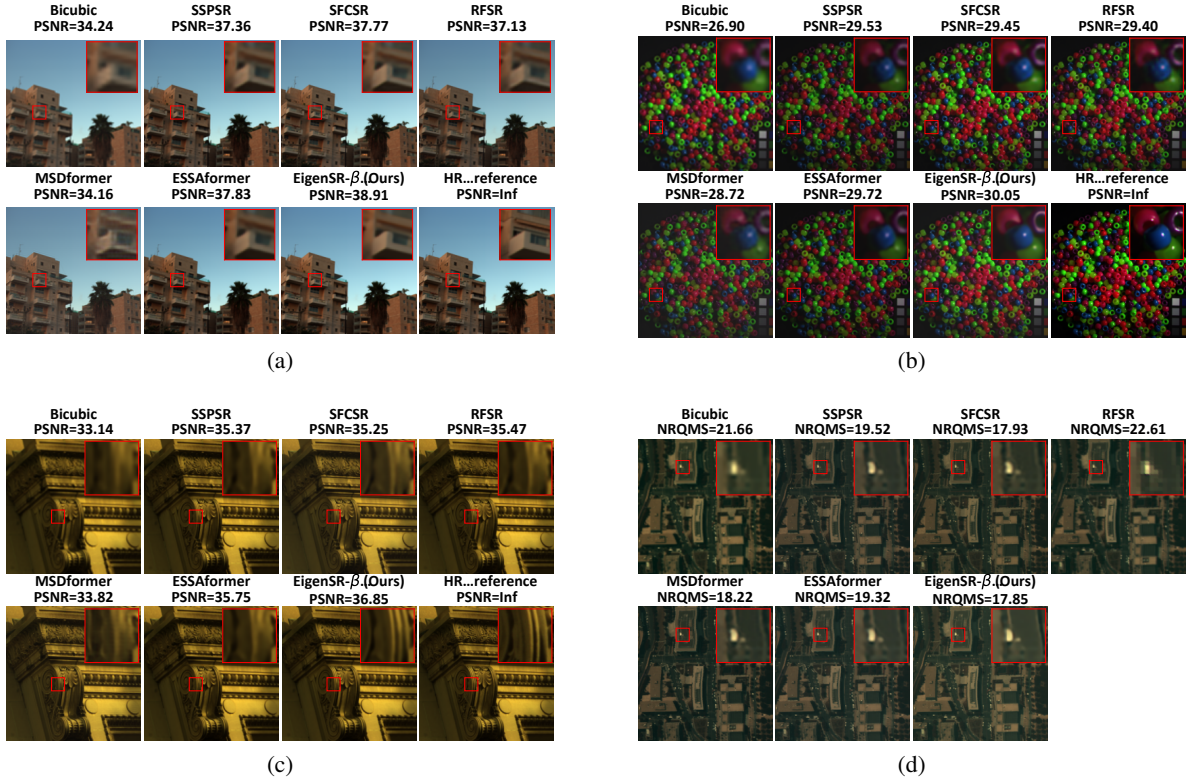 Bicubic SSPSR SFCSR RFSR
PSNR=34.24 PSNR=37.36 PSNR=37.77 PSNR=37.13
MSDformer ESSAformer EigenSR-β.(Ours) HR...reference
PSNR=34.16 PSNR=37.83 PSNR=38.91 PSNR=Inf
(a)
Bicubic SSPSR SFCSR RFSR
PSNR=26.90 PSNR=29.53 PSNR=29.45 PSNR=29.40
MSDformer ESSAformer EigenSR-β.(Ours) HR...reference
PSNR=28.72 PSNR=29.72 PSNR=30.05 PSNR=Inf
(b)
Bicubic SSPSR SFCSR RFSR
PSNR=33.14 PSNR=35.37 PSNR=35.25 PSNR=35.47
MSDformer ESSAformer EigenSR-β.(Ours) HR...reference
PSNR=33.82 PSNR=35.75 PSNR=36.85 PSNR=Inf
(c)
Bicubic SSPSR SFCSR RFSR
NRQMS=21.66 NRQMS=19.52 NRQMS=17.93 NRQMS=22.61
MSDformer ESSAformer EigenSR-β.(Ours)
NRQMS=18.22 NRQMS=19.32 NRQMS=17.85
(d)